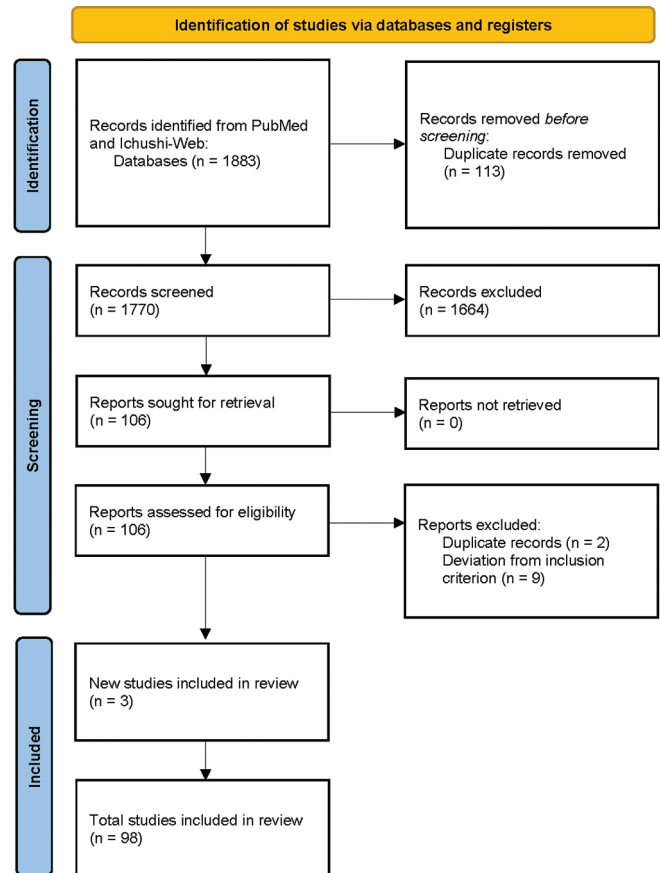 Identification of studies via databases and registers
Identification
Records identified from PubMed
and Ichushi-Web:
Databases (n = 1883)
Records removed before
screening:
Duplicate records removed
(n = 113)
Screening
Records screened
(n = 1770)
Records excluded
(n = 1664)
Reports sought for retrieval
(n = 106)
Reports not retrieved
(n = 0)
Reports assessed for eligibility
(n = 106)
Reports excluded:
Duplicate records (n = 2)
Deviation from inclusion
criterion (n = 9)
Included
New studies included in review
(n = 3)
Total studies included in review
(n = 98)